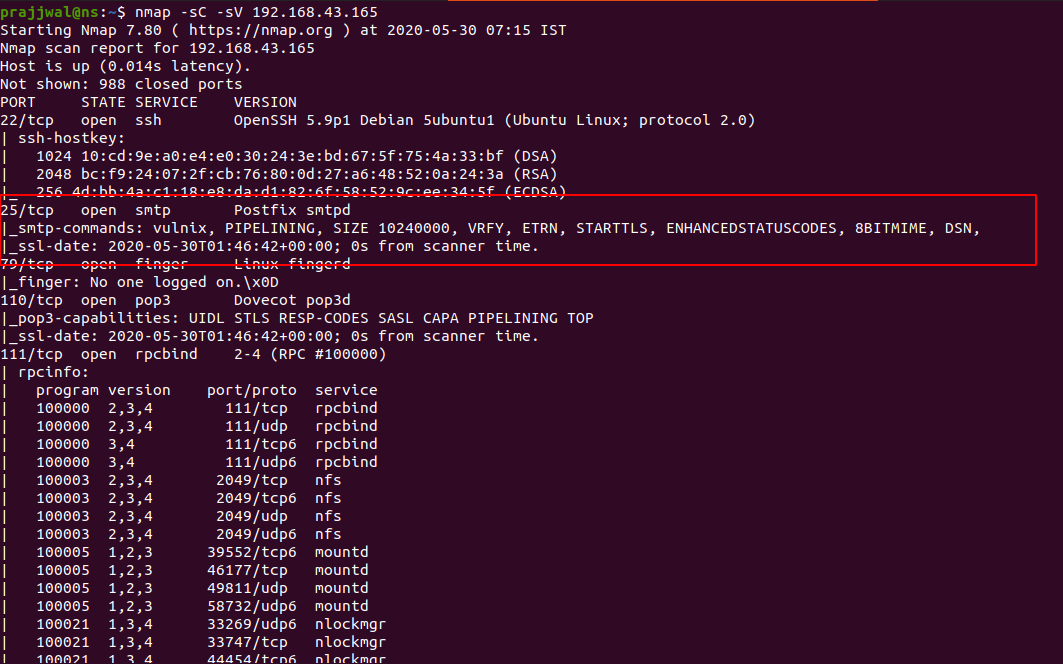 prajjwal@ns:~$ nmap -sC -sV 192.168.43.165
Starting Nmap 7.80 ( https://nmap.org ) at 2020-05-30 07:15 IST
Nmap scan report for 192.168.43.165
Host is up (0.014s latency).
Not shown: 988 closed ports
PORT     STATE SERVICE    VERSION
22/tcp   open  ssh        OpenSSH 5.9p1 Debian 5ubuntu1 (Ubuntu Linux; protocol 2.0)
| ssh-hostkey:
|   1024 10:cd:9e:a0:e4:e0:30:24:3e:bd:67:5f:75:4a:33:bf (DSA)
|   2048 bc:f9:24:07:2f:cb:76:80:0d:27:a6:48:52:0a:24:3a (RSA)
|_  256 4d:bb:4a:c1:18:e8:da:d1:82:6f:58:52:9c:ee:34:5f (ECDSA)
25/tcp   open  smtp       Postfix smtpd
|_smtp-commands: vulnix, PIPELINING, SIZE 10240000, VRFY, ETRN, STARTTLS, ENHANCEDSTATUSCODES, 8BITMIME, DSN,
|_ssl-date: 2020-05-30T01:46:42+00:00; 0s from scanner time.
79/tcp   open  finger     Linux fingerd
|_finger: No one logged on.\x0D
110/tcp  open  pop3       Dovecot pop3d
|_pop3-capabilities: UIDL STLS RESP-CODES SASL CAPA PIPELINING TOP
|_ssl-date: 2020-05-30T01:46:42+00:00; 0s from scanner time.
111/tcp  open  rpcbind    2-4 (RPC #100000)
| rpcinfo:
|   program version    port/proto  service
|   100000  2,3,4        111/tcp   rpcbind
|   100000  2,3,4        111/udp   rpcbind
|   100000  3,4          111/tcp6  rpcbind
|   100000  3,4          111/udp6  rpcbind
|   100003  2,3,4       2049/tcp   nfs
|   100003  2,3,4       2049/tcp6  nfs
|   100003  2,3,4       2049/udp   nfs
|   100003  2,3,4       2049/udp6  nfs
|   100005  1,2,3      39552/tcp6  mountd
|   100005  1,2,3      46177/tcp   mountd
|   100005  1,2,3      49811/udp   mountd
|   100005  1,2,3      58732/udp6  mountd
|   100021  1,3,4      33269/udp6  nlockmgr
|   100021  1,3,4      33747/tcp   nlockmgr
|   100021  1,3,4      44454/tcp6  nlockmgr